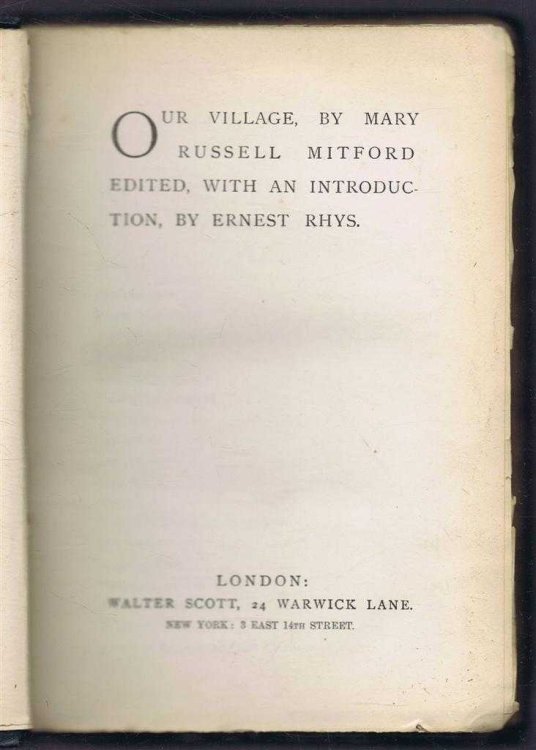 OUR VILLAGE, BY MARY
RUSSELL MITFORD
EDITED, WITH AN INTRODUC-
TION, BY ERNEST RHYS.
LONDON:
WALTER SCOTT, 24 WARWICK LANE.
NEW YORK: 3 EAST 14TH STREET.